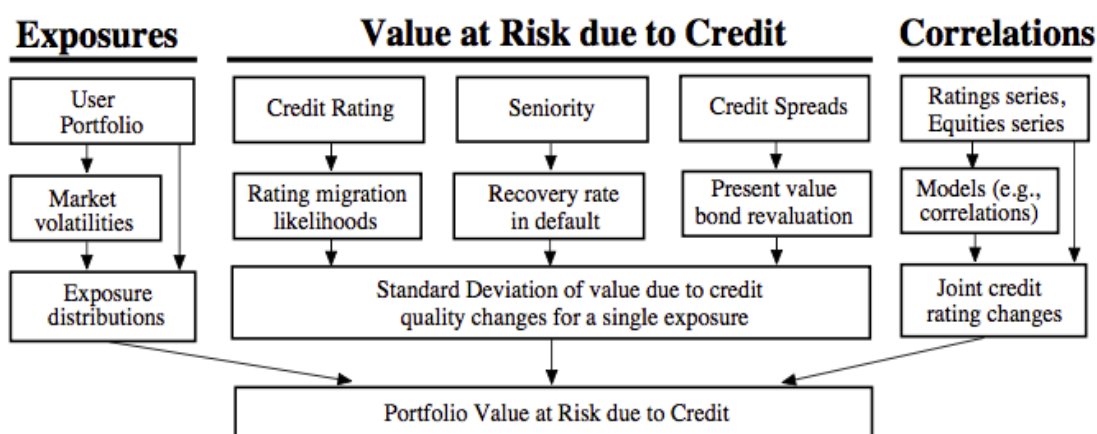 Exposures
Value at Risk due to Credit
Correlations
User
Portfolio
Credit Rating
Seniority
Credit Spreads
Ratings series,
Equities series
Market
volatilities
Rating migration
likelihoods
Recovery rate
in default
Present value
bond revaluation
Models (e.g.,
correlations)
Exposure
distributions
Standard Deviation of value due to credit
quality changes for a single exposure
Joint credit
rating changes
Portfolio Value at Risk due to Credit